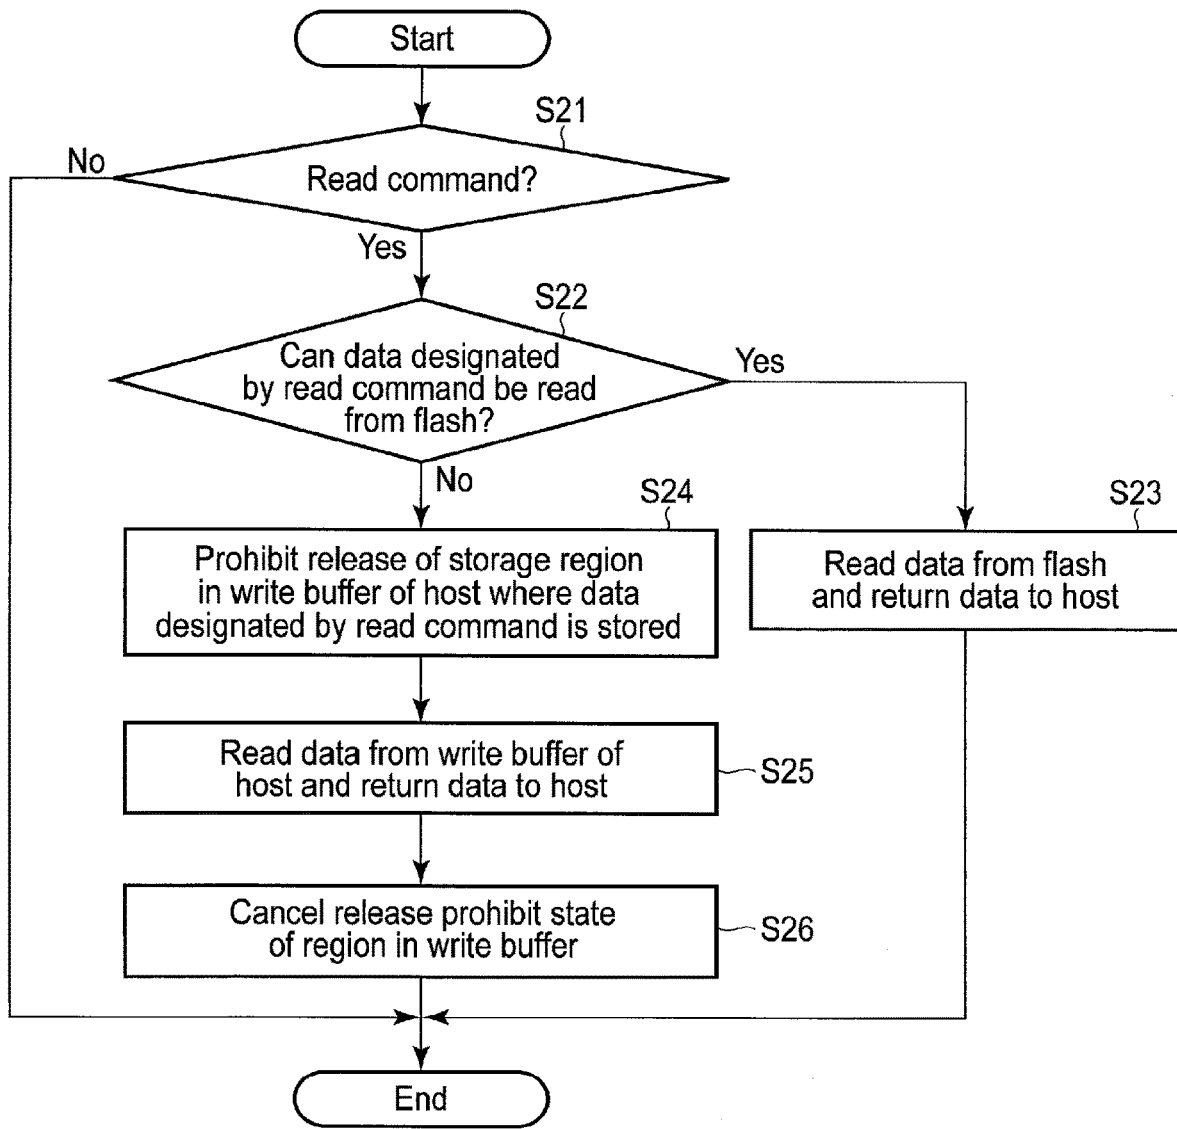 Start
S21
No
Read command?
Yes
S22
Can data designated
by read command be read
from flash?
Yes
No
S24
S23
Prohibit release of storage region
in write buffer of host where data
designated by read command is stored
Read data from flash
and return data to host
Read data from write buffer of
host and return data to host
S25
Cancel release prohibit state
of region in write buffer
S26
End